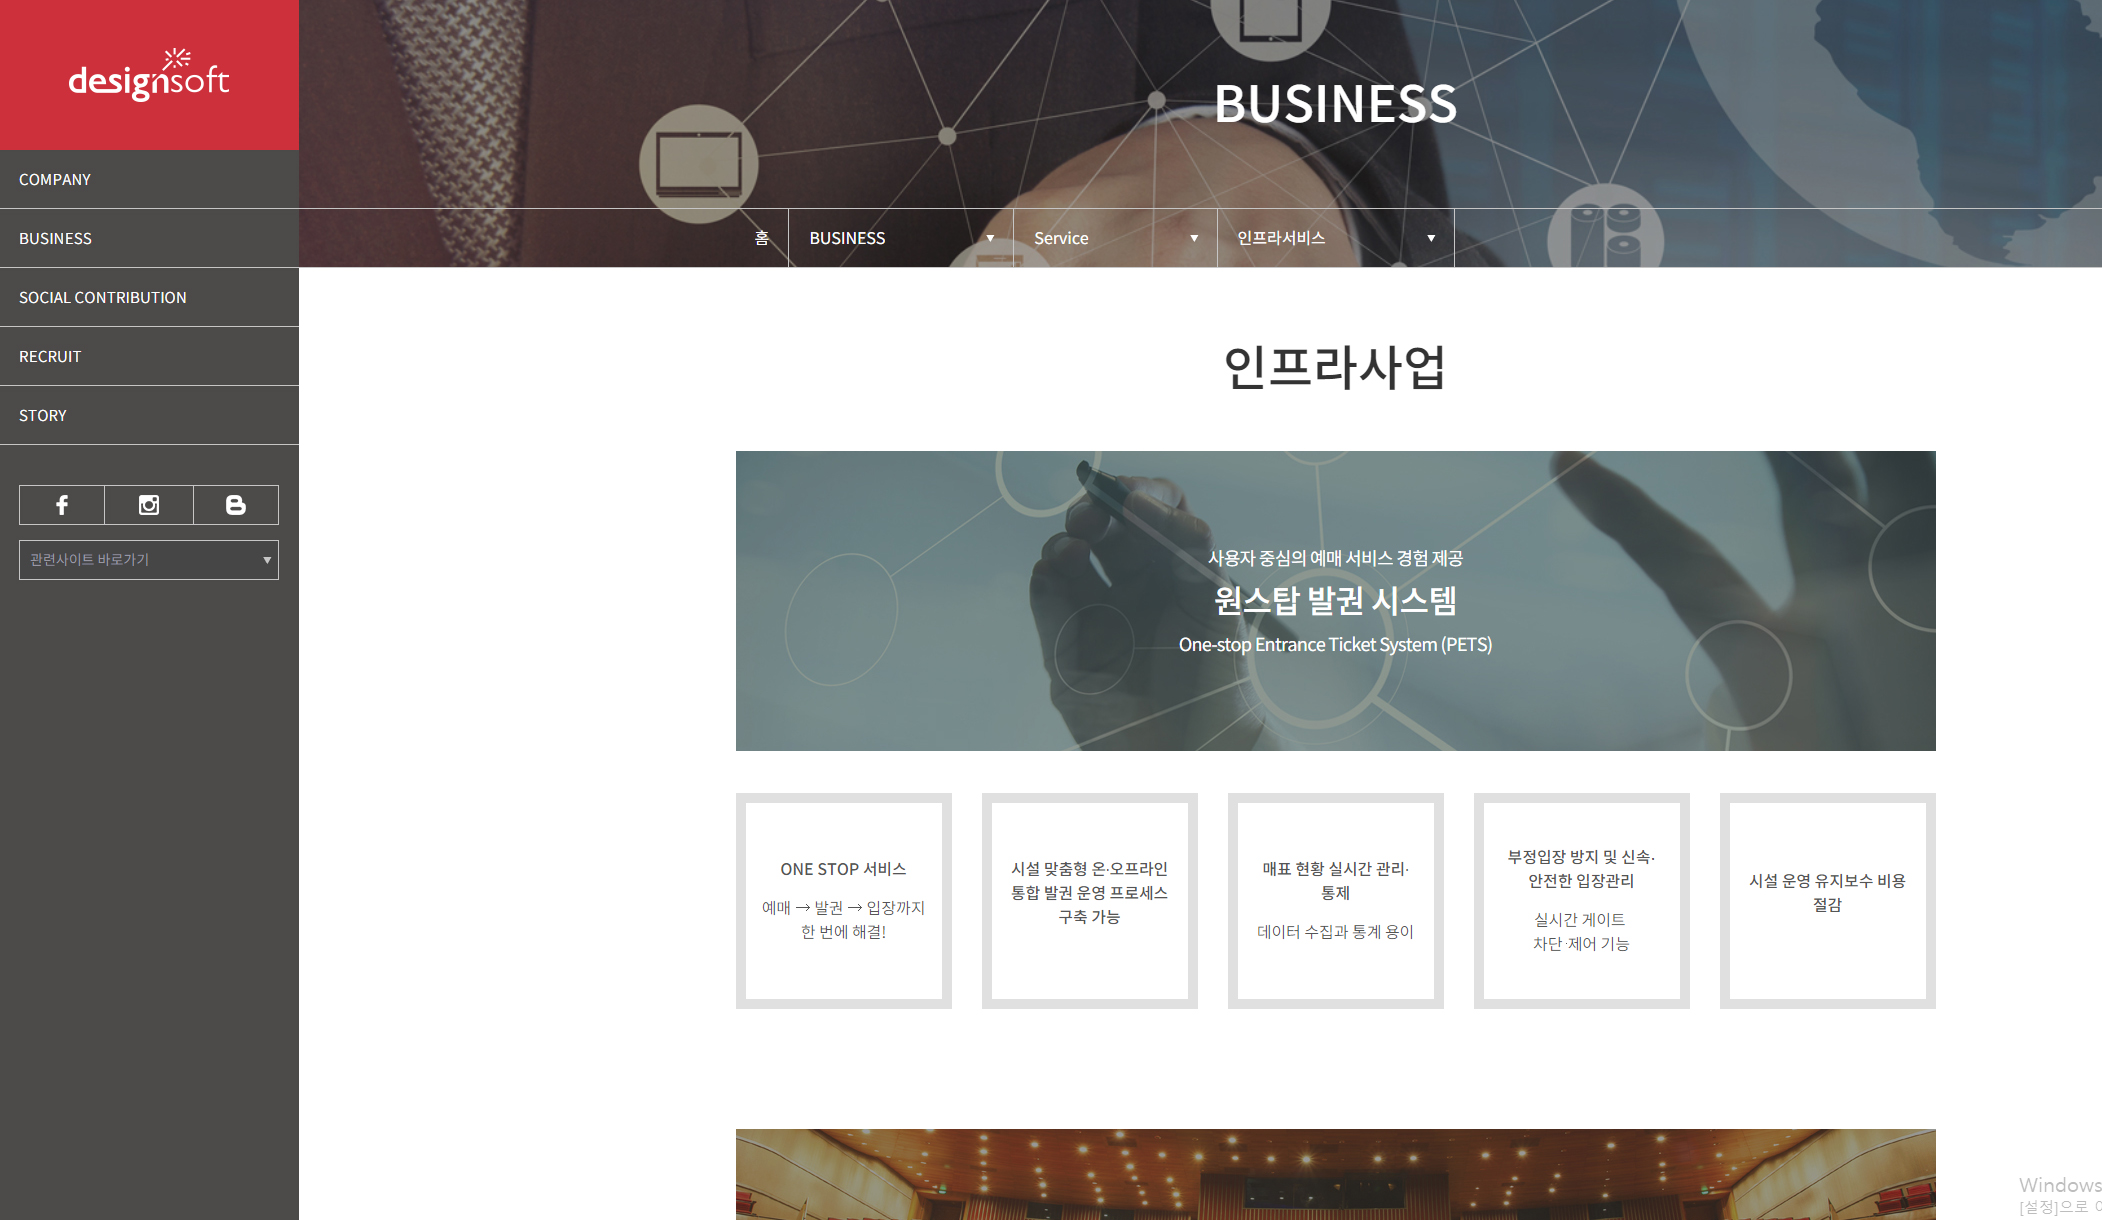 designsoft
COMPANY
BUSINESS
SOCIAL CONTRIBUTION
RECRUIT
STORY
관련사이트 바로가기
BUSINESS
홈
BUSINESS
Service
인프라서비스
인프라사업
사용자 중심의 예매 서비스 경험 제공
원스탑 발권 시스템
One-stop Entrance Ticket System (PETS)
ONE STOP 서비스
예매 → 발권 → 입장까지
한 번에 해결!
시설 맞춤형 온·오프라인
통합 발권 운영 프로세스
구축 가능
매표 현황 실시간 관리·
통제
데이터 수집과 통계 용이
부정입장 방지 및 신속·
안전한 입장관리
실시간 게이트
차단·제어 기능
시설 운영 유지보수 비용
절감
Windows
[설정]으로